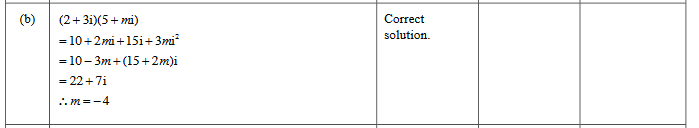 (b) (2+3i)(5+mi) Correct
=10+2mi+15i+3mi² solution.
=10−3m+(15+2m)i
=22+7i
∴m=−4